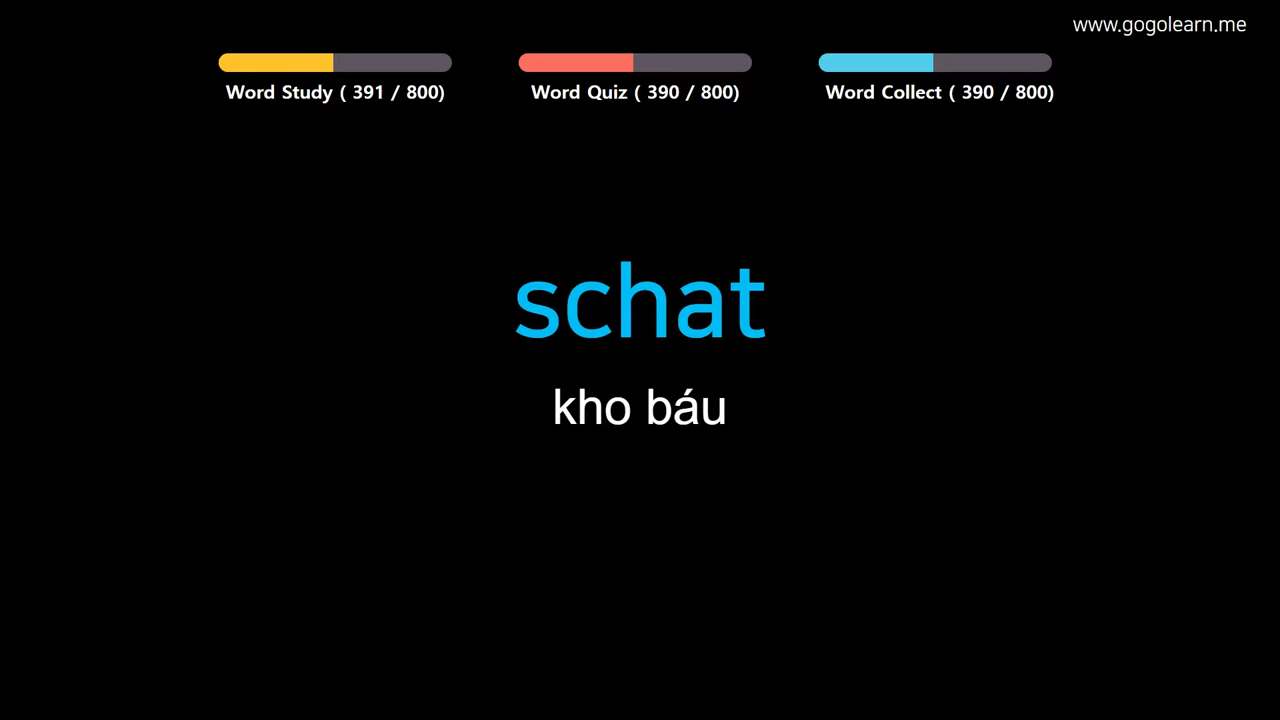 www.gogolearn.me
Word Study ( 391 / 800)
Word Quiz ( 390 / 800)
Word Collect ( 390 / 800)
schat
kho báu